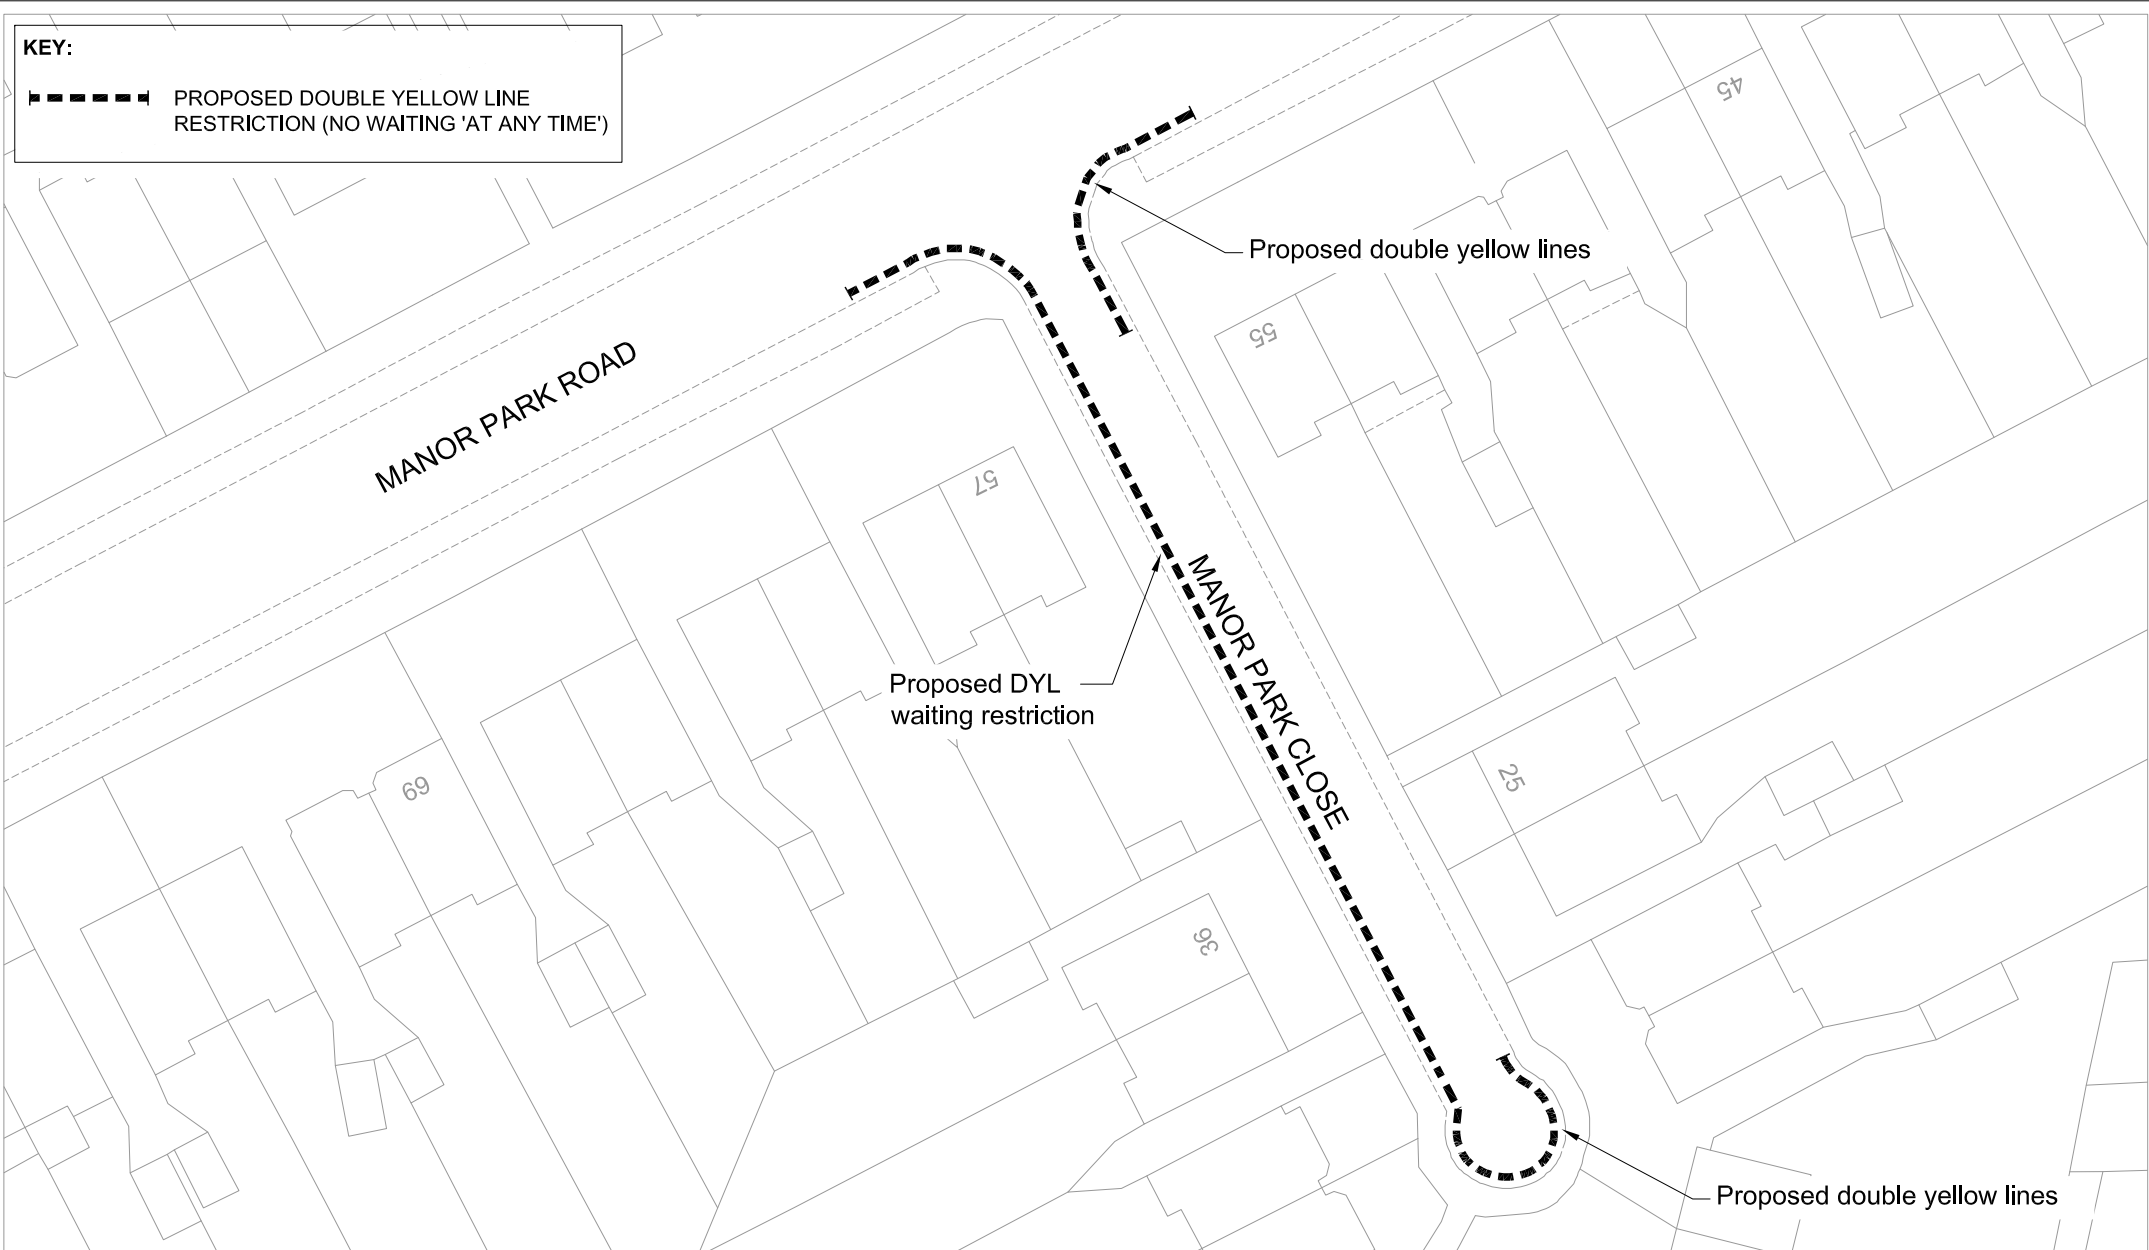 KEY:
PROPOSED DOUBLE YELLOW LINE
RESTRICTION (NO WAITING 'AT ANY TIME')
45
Proposed double yellow lines
55
MANOR PARK ROAD
57
MANOR PARK CLOSE
Proposed DYL
waiting restriction
69
25
36
Proposed double yellow lines